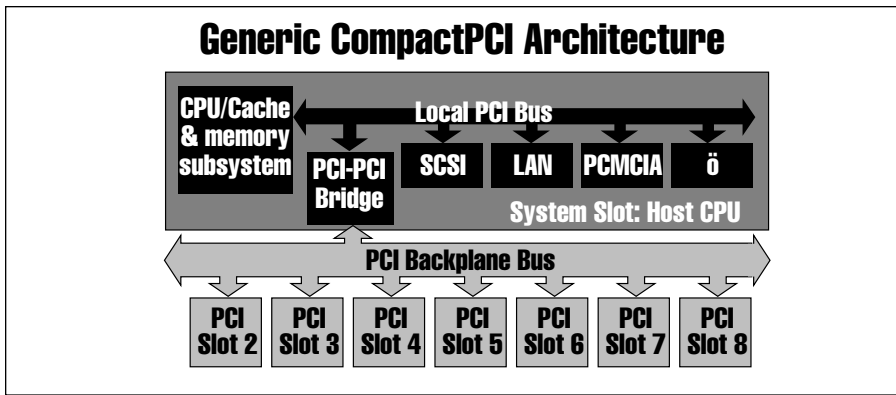 Generic CompactPCI Architecture
CPU/Cache
& memory
subsystem
Local PCI Bus
PCI-PCI
Bridge
SCSI
LAN
PCMCIA
ö
System Slot: Host CPU
PCI Backplane Bus
PCI
Slot 2
PCI
Slot 3
PCI
Slot 4
PCI
Slot 5
PCI
Slot 6
PCI
Slot 7
PCI
Slot 8